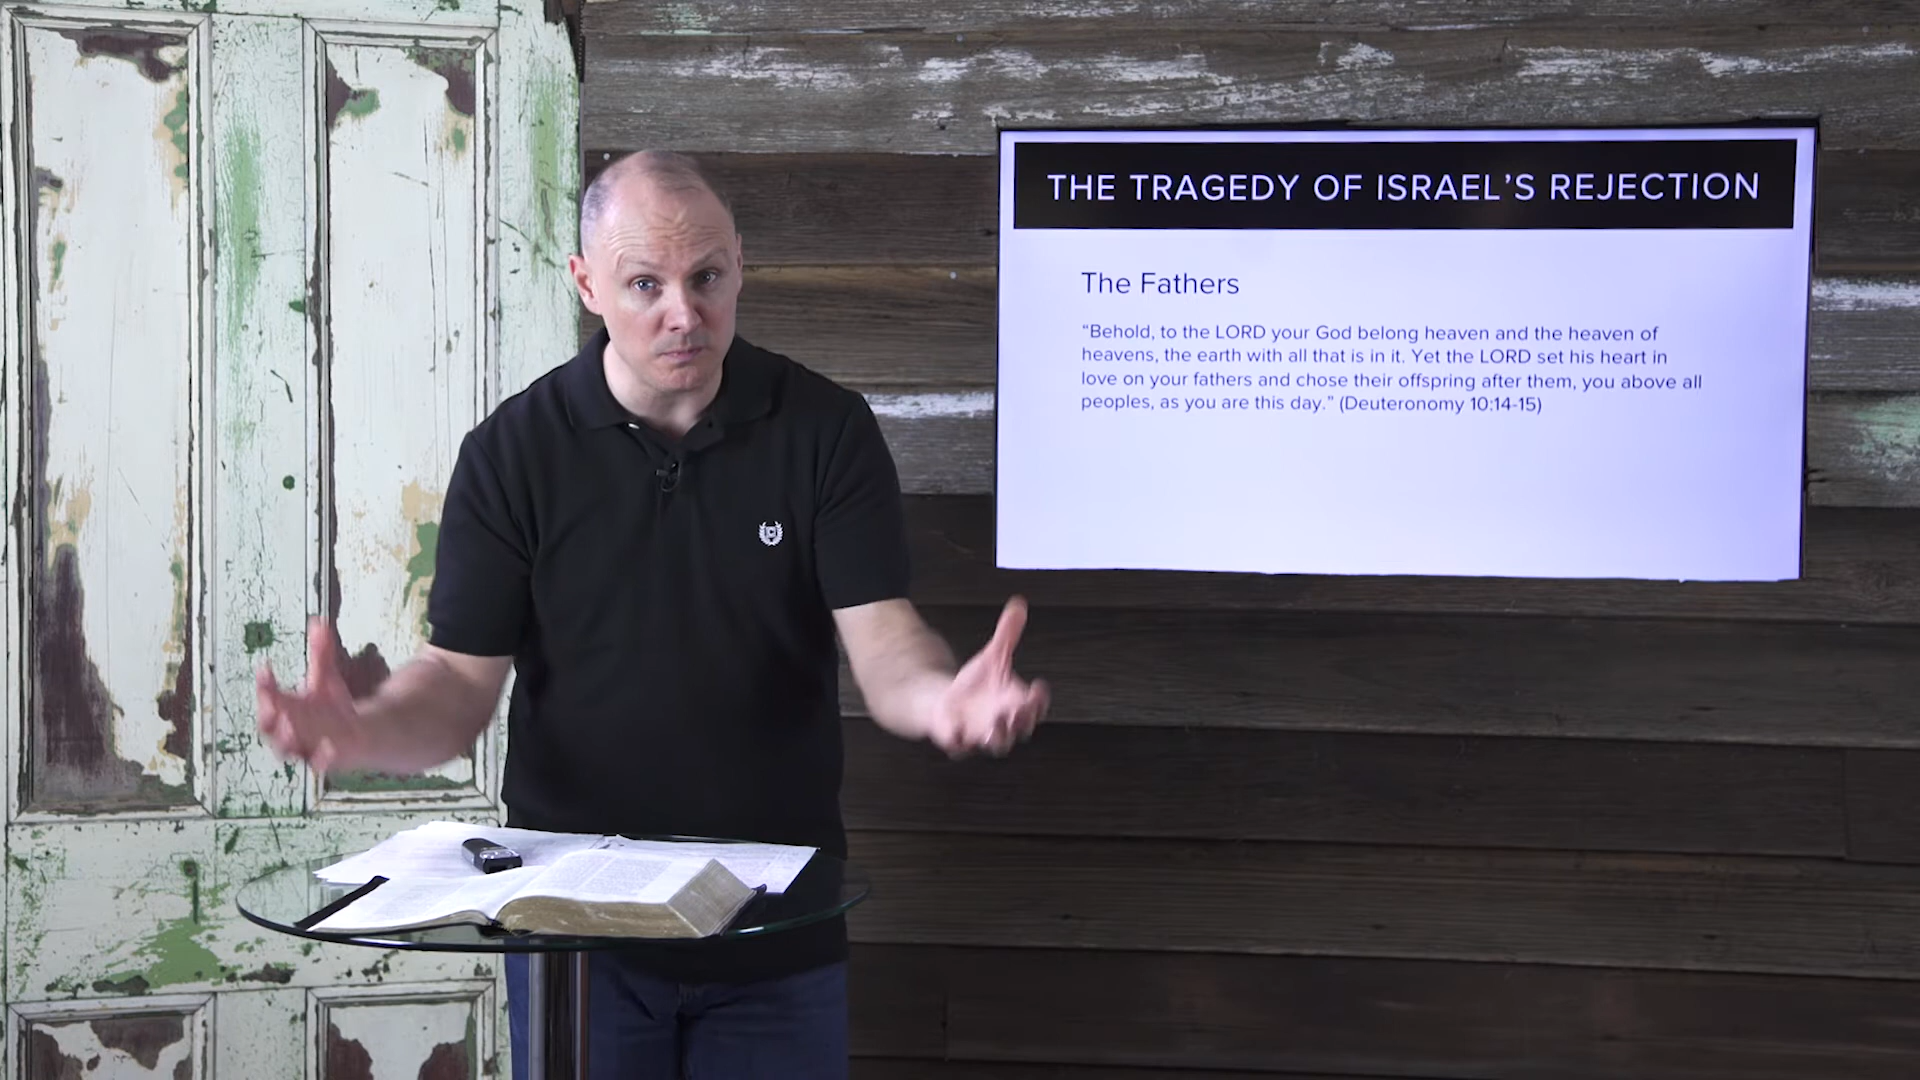 THE TRAGEDY OF ISRAEL’S REJECTION
The Fathers
“Behold, to the LORD your God belong heaven and the heaven of
heavens, the earth with all that is in it. Yet the LORD set his heart in
love on your fathers and chose their offspring after them, you above all
peoples, as you are this day.” (Deuteronomy 10:14-15)